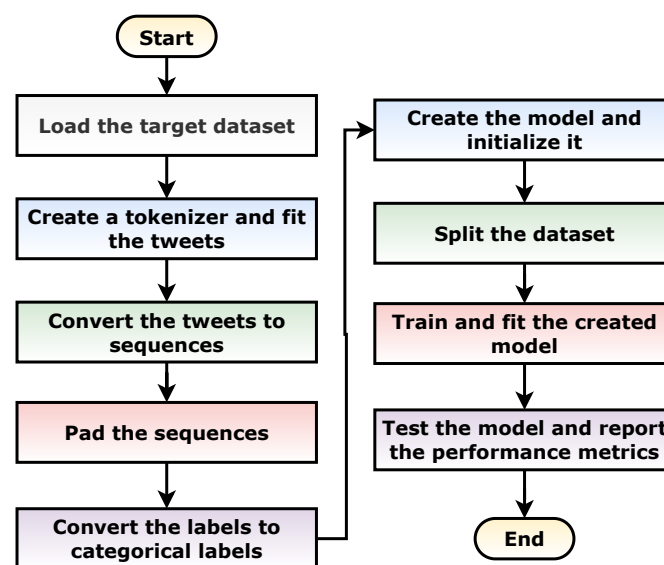 Start
Load the target dataset
Create a tokenizer and fit
the tweets
Convert the tweets to
sequences
Pad the sequences
Convert the labels to
categorical labels
Create the model and
initialize it
Split the dataset
Train and fit the created
model
Test the model and report
the performance metrics
End